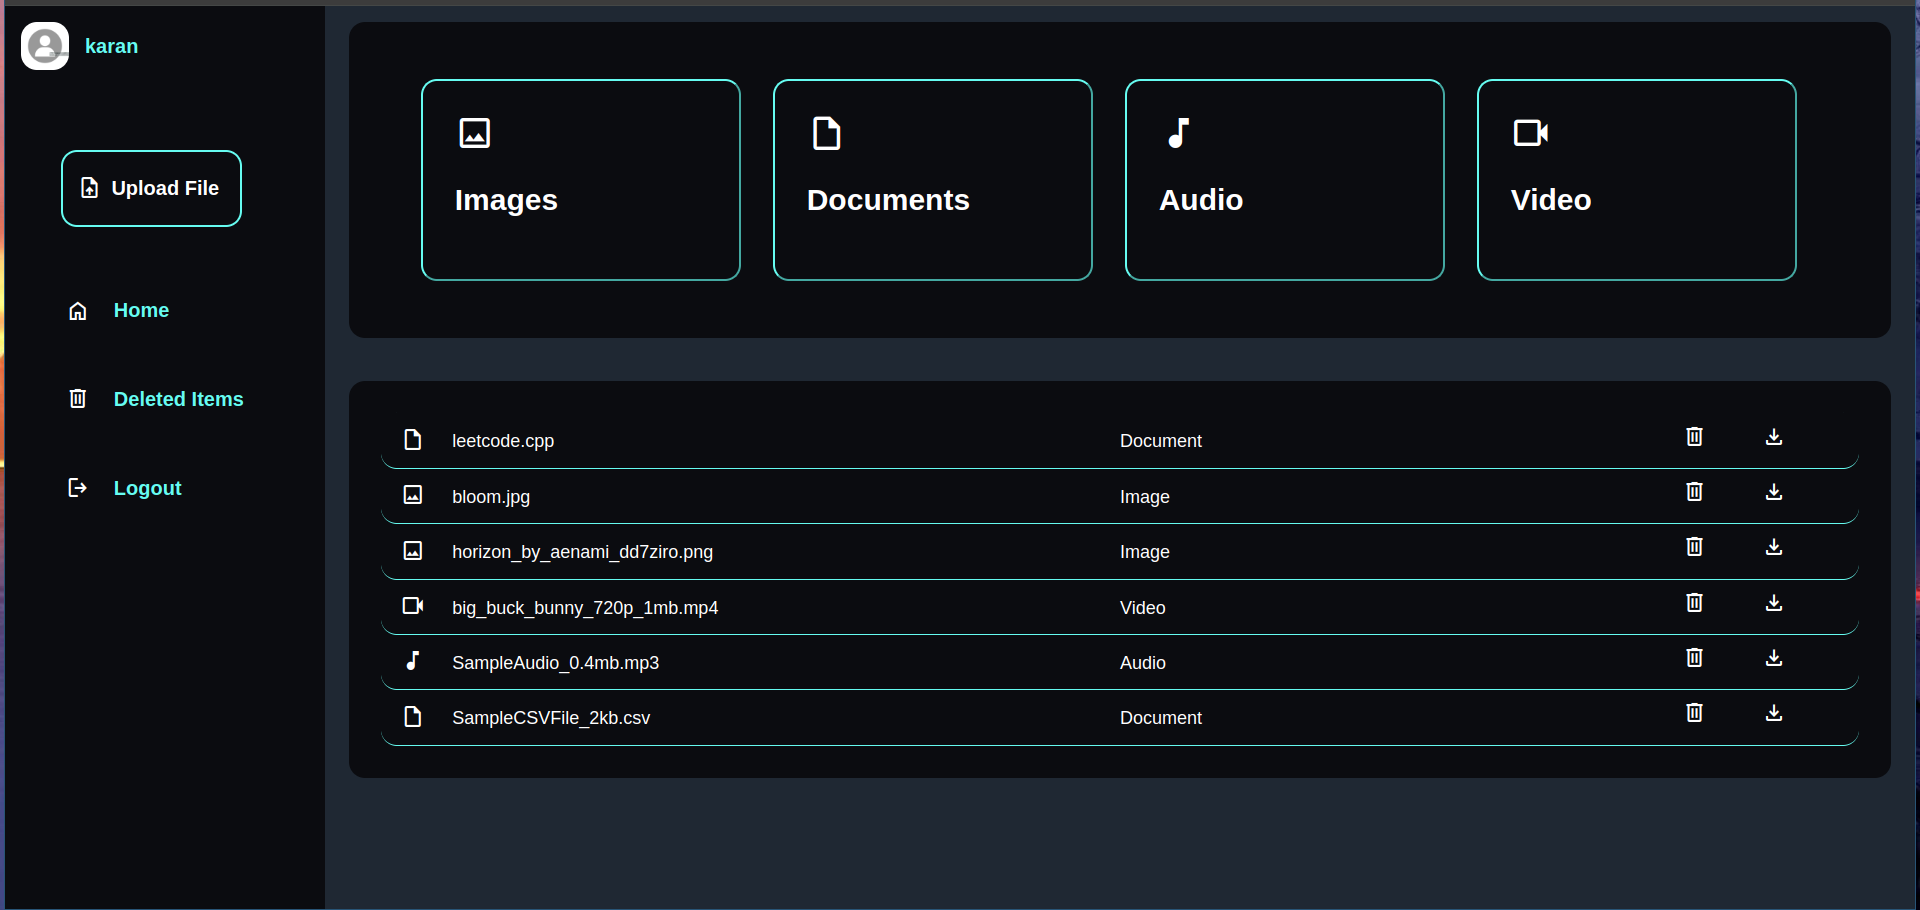 karan
Upload File
Home
Deleted Items
Logout
Images
Documents
Audio
Video
leetcode.cpp Document
bloom.jpg Image
horizon_by_aenami_dd7ziro.png Image
big_buck_bunny_720p_1mb.mp4 Video
SampleAudio_0.4mb.mp3 Audio
SampleCSVFile_2kb.csv Document